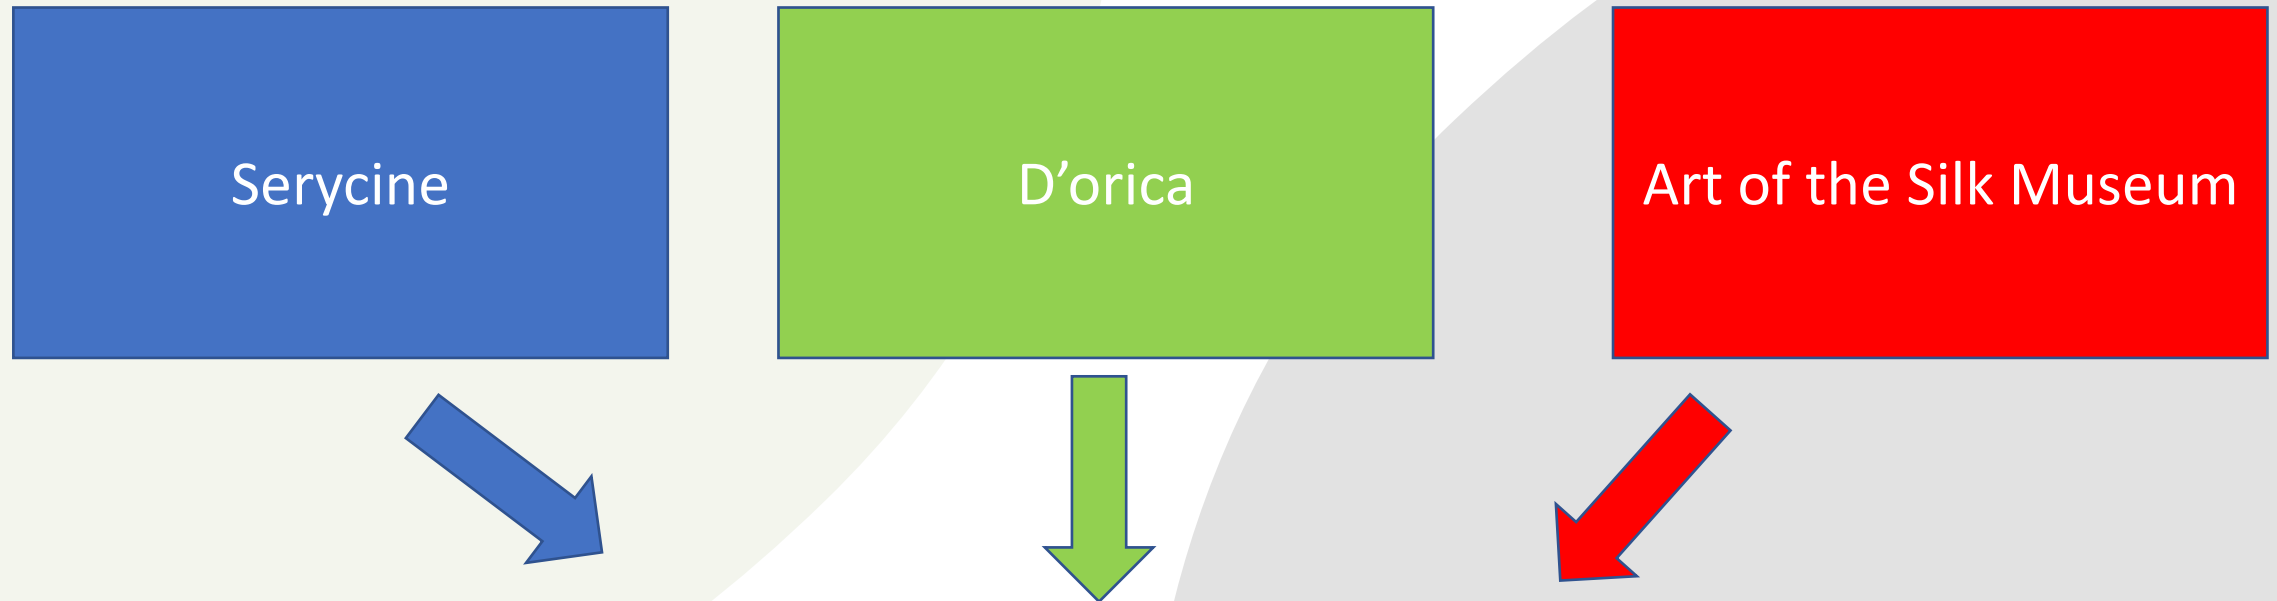 Serycine
D’orica
Art of the Silk Museum